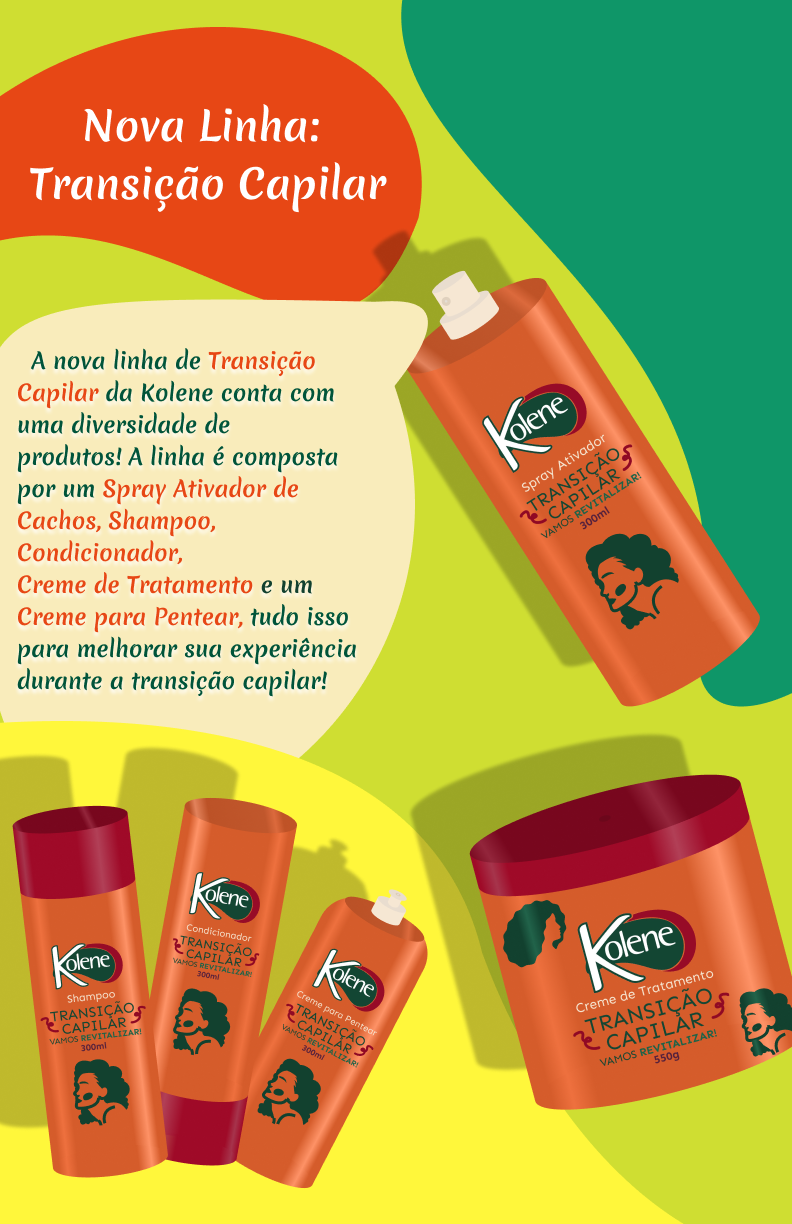 Nova Linha:
Transição Capilar
A nova linha de Transição
Capilar da Kolene conta com
uma diversidade de
produtos! A linha é composta
por um Spray Ativador de
Cachos, Shampoo,
Condicionador,
Creme de Tratamento e um
Creme para Pentear, tudo isso
para melhorar sua experiência
durante a transição capilar!
Kolene
Spray Ativador
TRANSIÇÃO
CAPILAR
VAMOS REVITALIZAR!
300ml
Kolene
Shampoo
TRANSIÇÃO
CAPILAR
VAMOS REVITALIZAR!
300ml
Kolene
Condicionador
TRANSIÇÃO
CAPILAR
VAMOS REVITALIZAR!
300ml
Kolene
Creme para Pentear
TRANSIÇÃO
CAPILAR
VAMOS REVITALIZAR!
300ml
Kolene
Creme de Tratamento
TRANSIÇÃO
CAPILAR
VAMOS REVITALIZAR!
550g